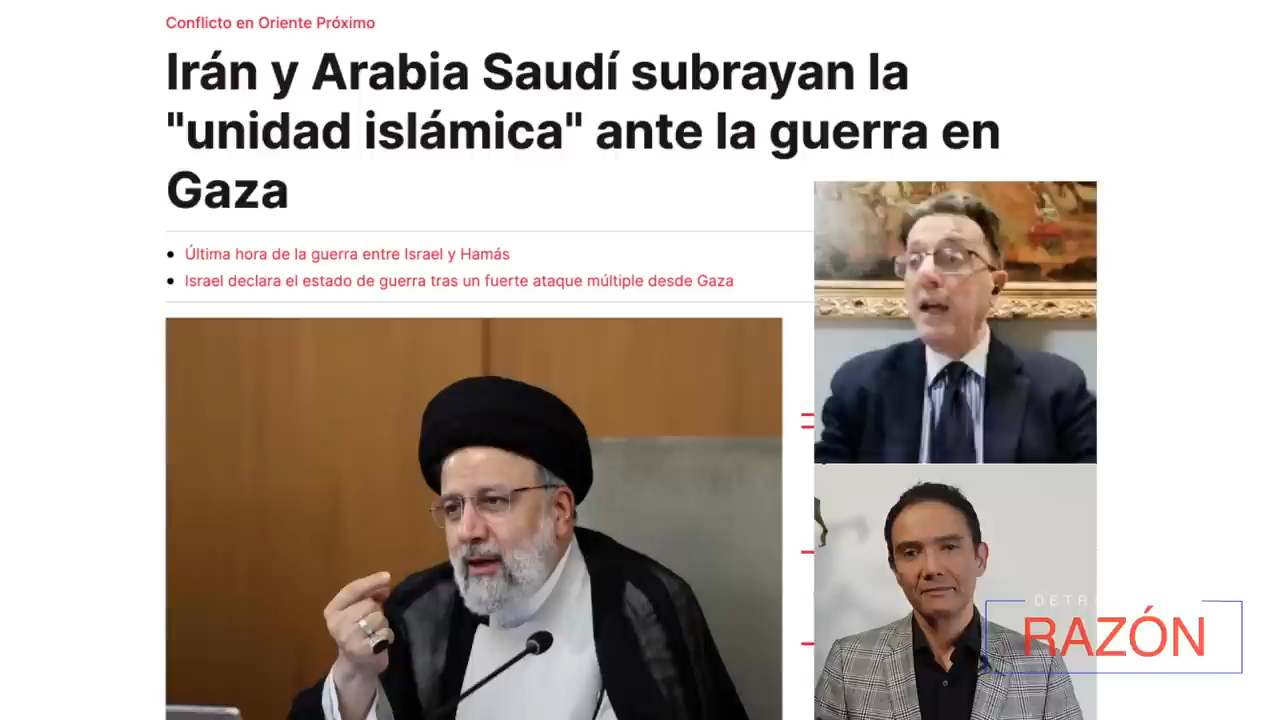 Conflicto en Oriente Próximo
Irán y Arabia Saudí subrayan la
"unidad islámica" ante la guerra en
Gaza
Última hora de la guerra entre Israel y Hamás
Israel declara el estado de guerra tras un fuerte ataque múltiple desde Gaza
RAZÓN